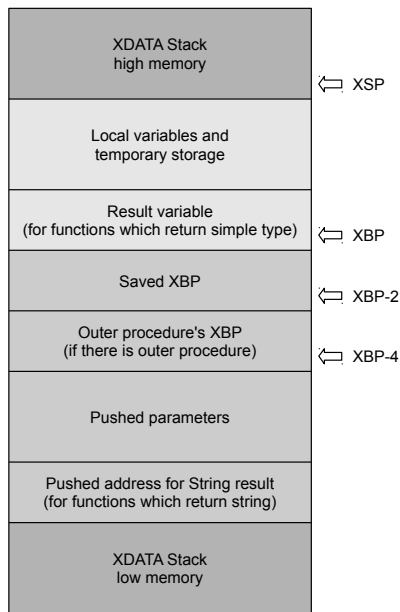 XDATA Stack
high memory
XSP
Local variables and
temporary storage
Result variable
(for functions which return simple type)
XBP
Saved XBP
XBP-2
Outer procedure's XBP
(if there is outer procedure)
XBP-4
Pushed parameters
Pushed address for String result
(for functions which return string)
XDATA Stack
low memory